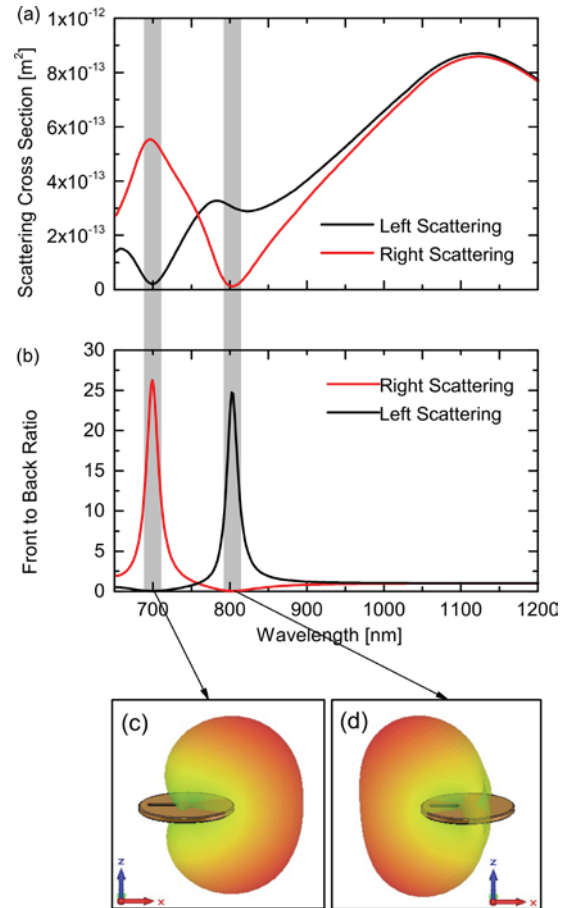 (a)
1x10⁻¹²
8x10⁻¹³
6x10⁻¹³
4x10⁻¹³
2x10⁻¹³
0
Scattering Cross Section [m²]
Left Scattering
Right Scattering
(b)
30
25
20
15
10
5
0
Front to Back Ratio
Right Scattering
Left Scattering
700 800 900 1000 1100 1200
Wavelength [nm]
(c)
z
x
(d)
z
x